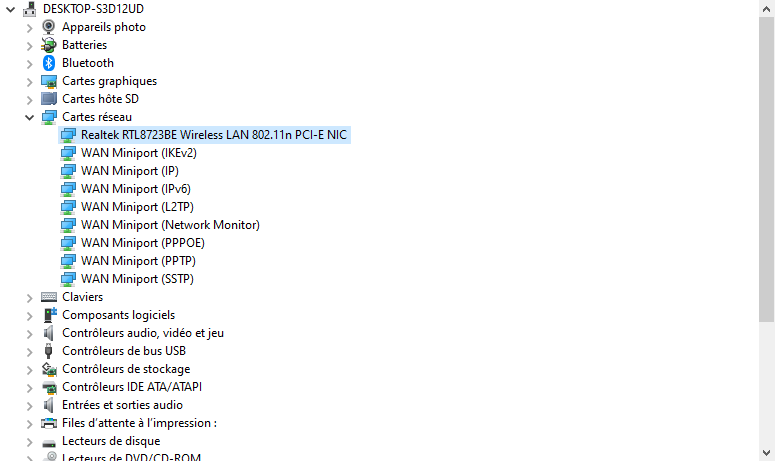 DESKTOP-S3D12UD
Appareils photo
Batteries
Bluetooth
Cartes graphiques
Cartes hôte SD
Cartes réseau
Realtek RTL8723BE Wireless LAN 802.11n PCI-E NIC
WAN Miniport (IKEv2)
WAN Miniport (IP)
WAN Miniport (IPv6)
WAN Miniport (L2TP)
WAN Miniport (Network Monitor)
WAN Miniport (PPPOE)
WAN Miniport (PPTP)
WAN Miniport (SSTP)
Claviers
Composants logiciels
Contrôleurs audio, vidéo et jeu
Contrôleurs de bus USB
Contrôleurs de stockage
Contrôleurs IDE ATA/ATAPI
Entrées et sorties audio
Files d’attente à l’impression :
Lecteurs de disque
Lecteurs de DVD/CD-ROM